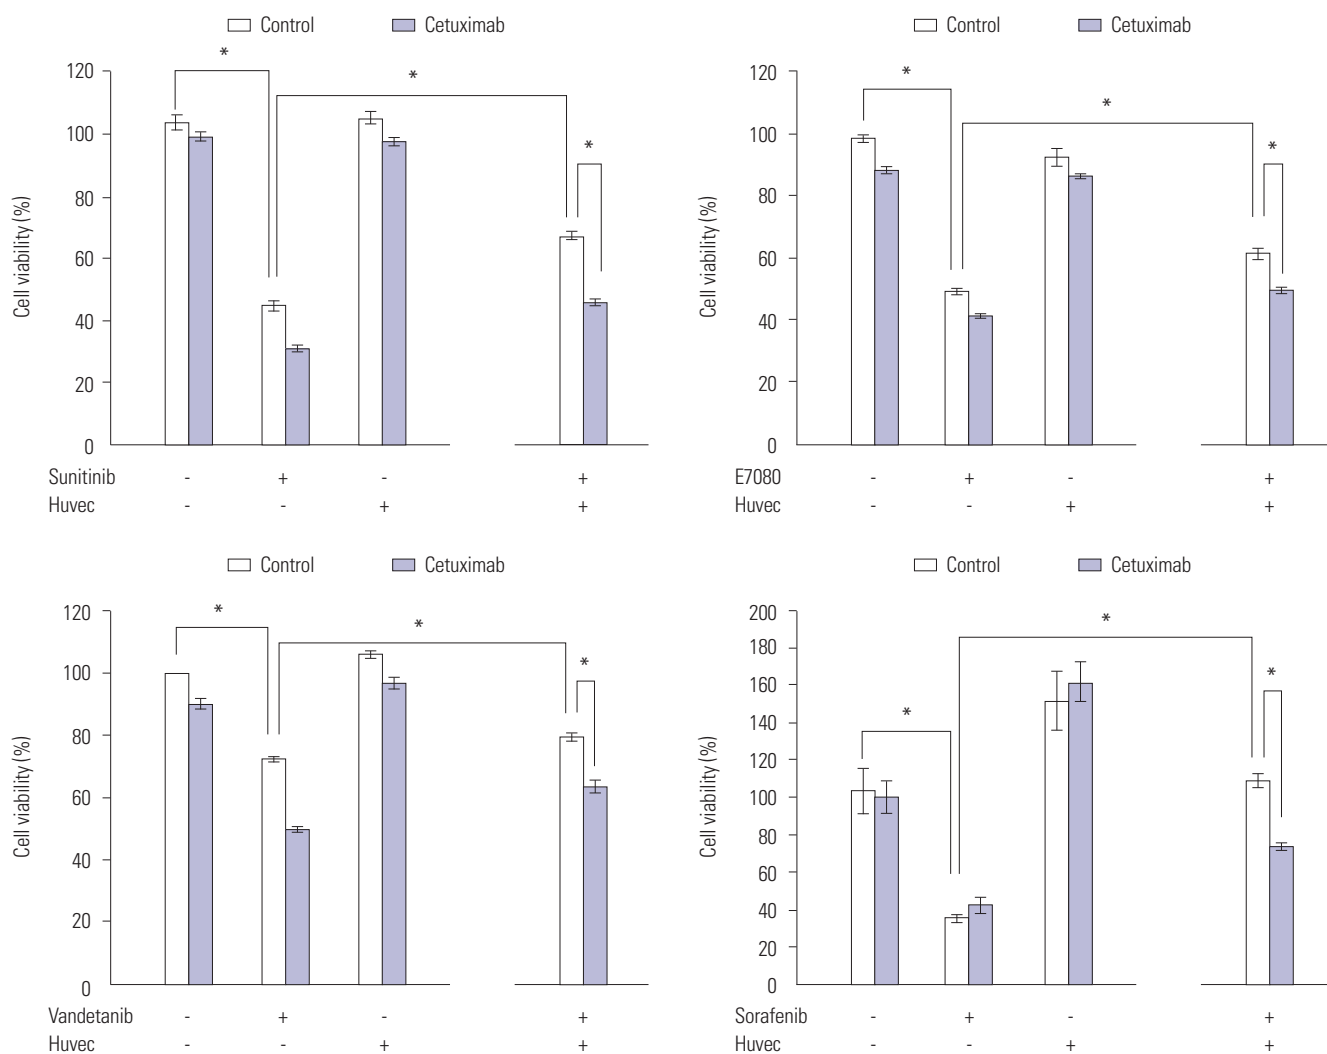 Control Cetuximab
*
*
*
120
100
80
60
40
20
0
Cell viability (%)
Sunitinib - + - +
Huvec - - + +
Control Cetuximab
*
*
*
120
100
80
60
40
20
0
Cell viability (%)
E7080 - + - +
Huvec - - + +
Control Cetuximab
*
*
*
120
100
80
60
40
20
0
Cell viability (%)
Vandetanib - + - +
Huvec - - + +
Control Cetuximab
*
*
*
200
180
160
140
120
100
80
60
40
20
0
Cell viability (%)
Sorafenib - + - +
Huvec - - + +